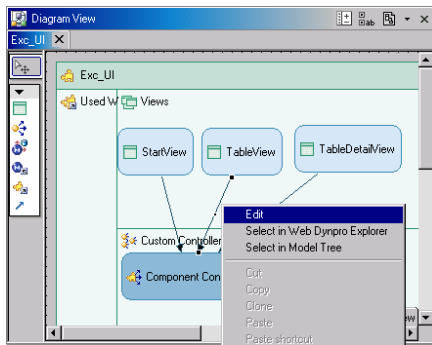 Diagram View
Exc_UI
Exc_UI
Used W
Views
StartView
TableView
TableDetailView
Edit
Select in Web Dynpro Explorer
Select in Model Tree
Custom Controller
Component Con
Cut
Copy
Clone
Paste
Paste shortcut